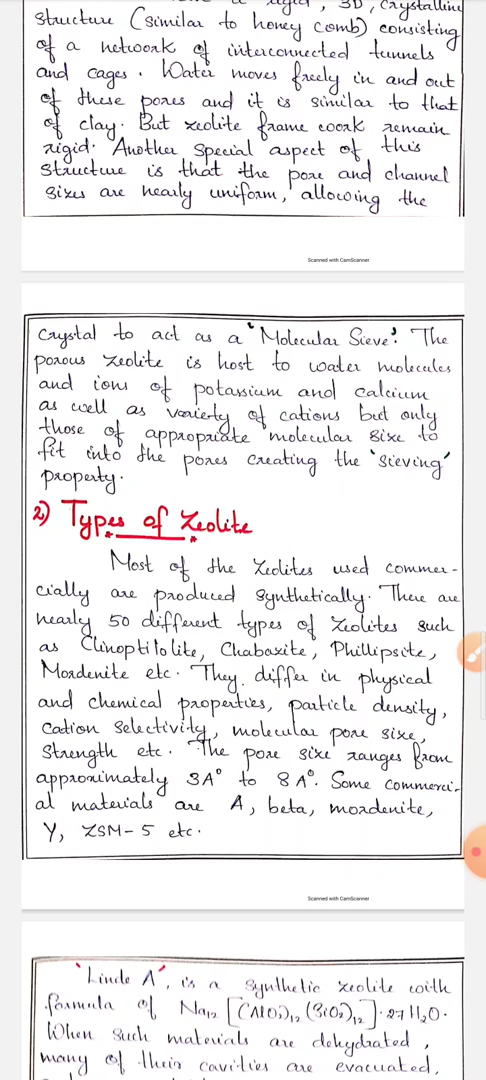 rigid, 3D, crystalline
structure (similar to honey comb) consisting
of a network of interconnected tunnels
and cages. Water moves freely in and out
of these pores and it is similar to that
of clay. But zeolite frame work remain
rigid. Another special aspect of this
structure is that the pore and channel
sizes are nearly uniform, allowing the
Scanned with CamScanner
crystal to act as a 'Molecular Sieve'. The
porous zeolite is host to water molecules
and ions of potassium and calcium
as well as variety of cations but only
those of appropriate molecular size to
fit into the pores creating the 'sieving'
property.
2) Types of Zeolite
Most of the Zeolites used commer-
cially are produced synthetically. There are
nearly 50 different types of Zeolites such
as Clinoptilolite, Chabazite, Phillipsite,
Mordenite etc. They differ in physical
and chemical properties, particle density,
cation selectivity, molecular pore size,
strength etc. The pore size ranges from
approximately 3A° to 8A°. Some commerci-
al materials are A, beta, mordenite,
Y, ZSM-5 etc.
Scanned with CamScanner
'Linde A', is a synthetic zeolite with
formula of Na12 [(AlO2)12 (SiO2)12]·27H2O.
When such materials are dehydrated,
many of their cavities are evacuated.